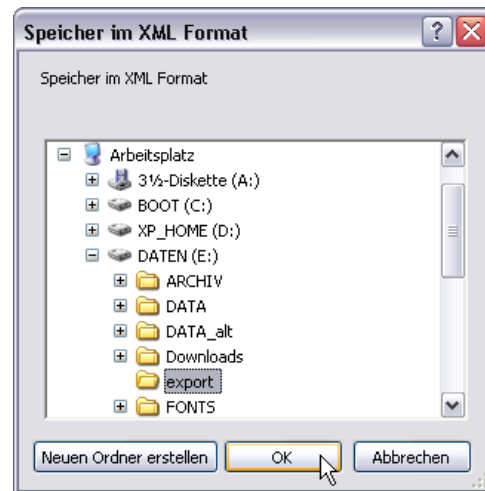 Speicher im XML Format
Speicher im XML Format
Arbeitsplatz
3½-Diskette (A:)
BOOT (C:)
XP_HOME (D:)
DATEN (E:)
ARCHIV
DATA
DATA_alt
Downloads
export
FONTS
Neuen Ordner erstellen OK Abbrechen